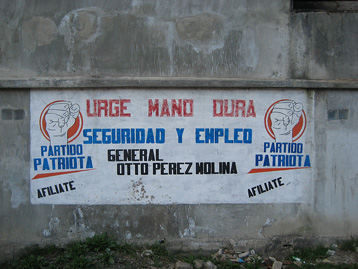 URGE MANO DURA
SEGURIDAD Y EMPLEO
GENERAL
OTTO PEREZ MOLINA
PARTIDO
PATRIOTA
AFILIATE
PARTIDO
PATRIOTA
AFILIATE